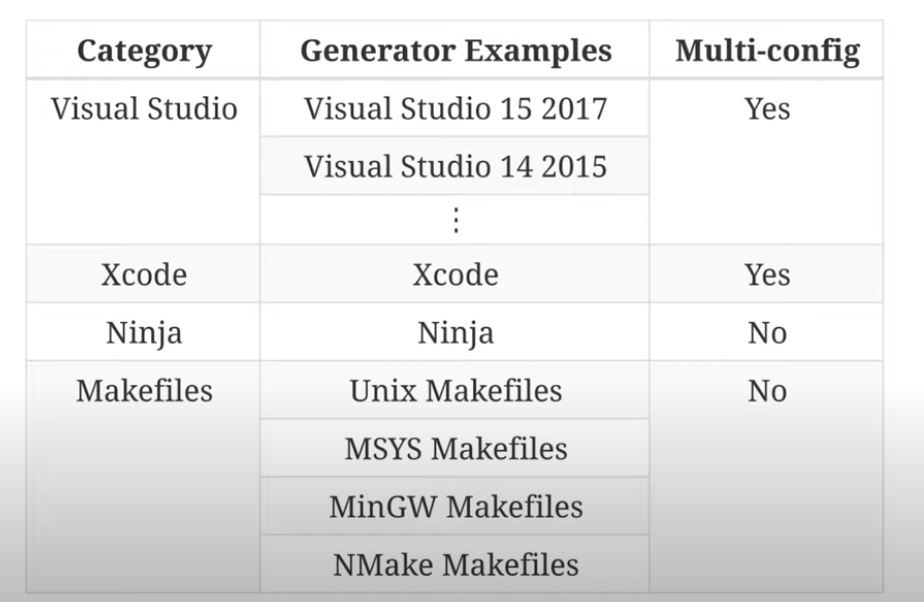 Category Generator Examples Multi-config
Visual Studio Visual Studio 15 2017 Yes
Visual Studio 14 2015
⋮
Xcode Xcode Yes
Ninja Ninja No
Makefiles Unix Makefiles No
MSYS Makefiles
MinGW Makefiles
NMake Makefiles